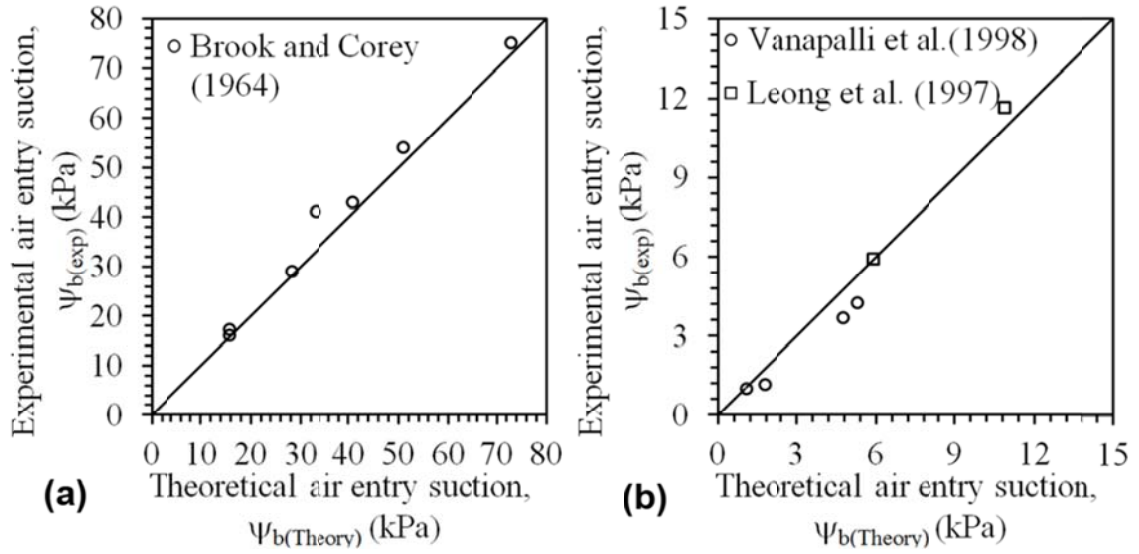 Experimental air entry suction,
ψb(exp) (kPa)
80
70
60
50
40
30
20
10
0
Brook and Corey
(1964)
0 10 20 30 40 50 60 70 80
(a)
Theoretical air entry suction,
ψb(Theory) (kPa)
Experimental air entry suction,
ψb(exp) (kPa)
15
12
9
6
3
0
Vanapalli et al.(1998)
Leong et al. (1997)
0 3 6 9 12 15
(b)
Theoretical air entry suction,
ψb(Theory) (kPa)